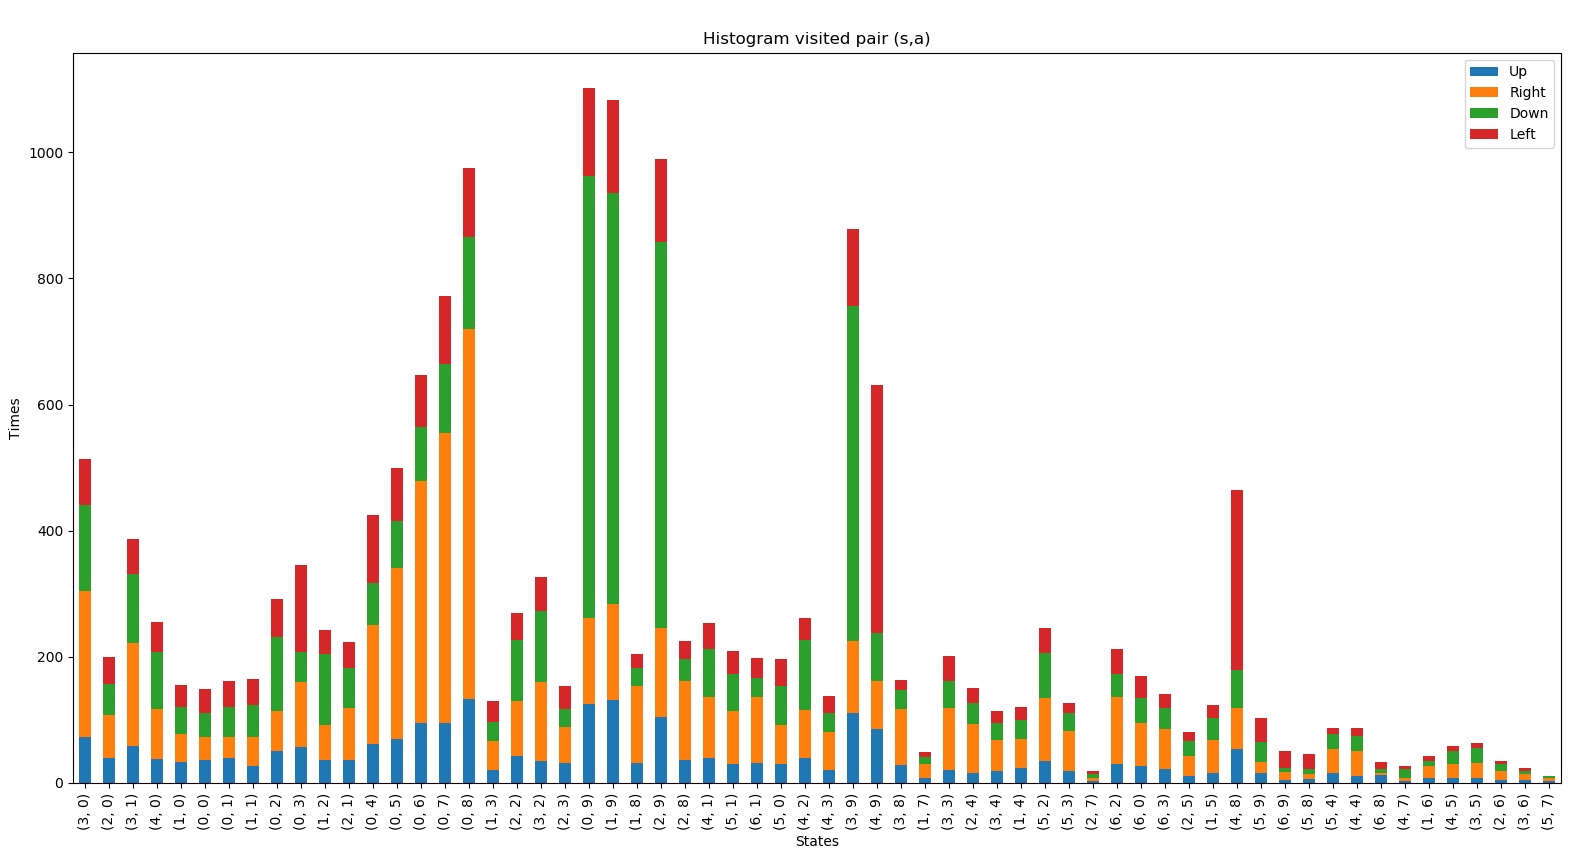 Histogram visited pair (s,a)
Up
Right
Down
Left
Times
1000
800
600
400
200
0
(3, 0) (2, 0) (3, 1) (4, 0) (1, 0) (0, 0) (0, 1) (1, 1) (0, 2) (0, 3) (1, 2) (2, 1) (0, 4) (0, 5) (0, 6) (0, 7) (0, 8) (1, 3) (2, 2) (3, 2) (2, 3) (0, 9) (1, 9) (1, 8) (2, 9) (2, 8) (4, 1) (5, 1) (6, 1) (5, 0) (4, 2) (4, 3) (3, 9) (4, 9) (3, 8) (1, 7) (3, 3) (2, 4) (3, 4) (1, 4) (5, 2) (5, 3) (2, 7) (6, 2) (6, 0) (6, 3) (2, 5) (1, 5) (4, 8) (5, 9) (6, 9) (5, 8) (5, 4) (4, 4) (6, 8) (4, 7) (1, 6) (4, 5) (3, 5) (2, 6) (3, 6) (5, 7)
States